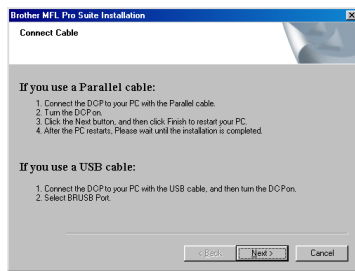 Brother MFL Pro Suite Installation
Connect Cable
If you use a Parallel cable:
1. Connect the DCP to your PC with the Parallel cable.
2. Turn the DCP on.
3. Click the Next button, and then click Finish to restart your PC.
4. After the PC restarts, Please wait until the installation is completed.
If you use a USB cable:
1. Connect the DCP to your PC with the USB cable, and then turn the DCP on.
2. Select BRUSB Port.
< Back Next > Cancel